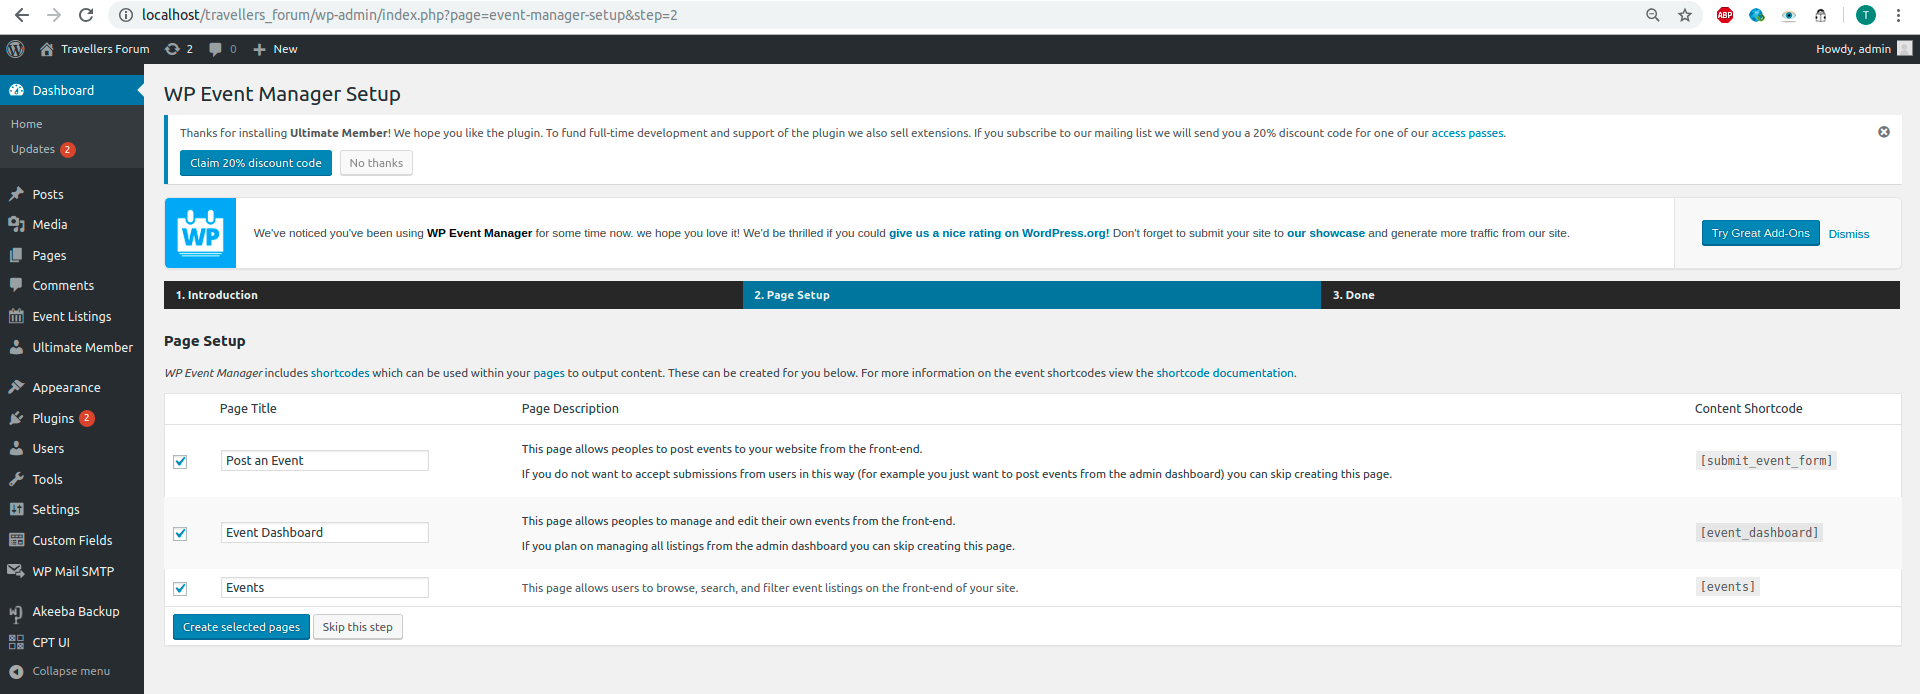 localhost/travellers_forum/wp-admin/index.php?page=event-manager-setup&step=2
ABP
T
Travellers Forum 2 0 New
Howdy, admin
Dashboard
Home
Updates 2
Posts
Media
Pages
Comments
Event Listings
Ultimate Member
Appearance
Plugins 2
Users
Tools
Settings
Custom Fields
WP Mail SMTP
Akeeba Backup
CPT UI
Collapse menu
WP Event Manager Setup
Thanks for installing Ultimate Member! We hope you like the plugin. To fund full-time development and support of the plugin we also sell extensions. If you subscribe to our mailing list we will send you a 20% discount code for one of our access passes.
Claim 20% discount code No thanks
WP
We've noticed you've been using WP Event Manager for some time now. we hope you love it! We'd be thrilled if you could give us a nice rating on WordPress.org! Don't forget to submit your site to our showcase and generate more traffic from our site.
Try Great Add-Ons Dismiss
1. Introduction 2. Page Setup 3. Done
Page Setup
WP Event Manager includes shortcodes which can be used within your pages to output content. These can be created for you below. For more information on the event shortcodes view the shortcode documentation.
Page Title Page Description Content Shortcode
Post an Event
This page allows peoples to post events to your website from the front-end.
If you do not want to accept submissions from users in this way (for example you just want to post events from the admin dashboard) you can skip creating this page.
[submit_event_form]
Event Dashboard
This page allows peoples to manage and edit their own events from the front-end.
If you plan on managing all listings from the admin dashboard you can skip creating this page.
[event_dashboard]
Events
This page allows users to browse, search, and filter event listings on the front-end of your site.
[events]
Create selected pages Skip this step